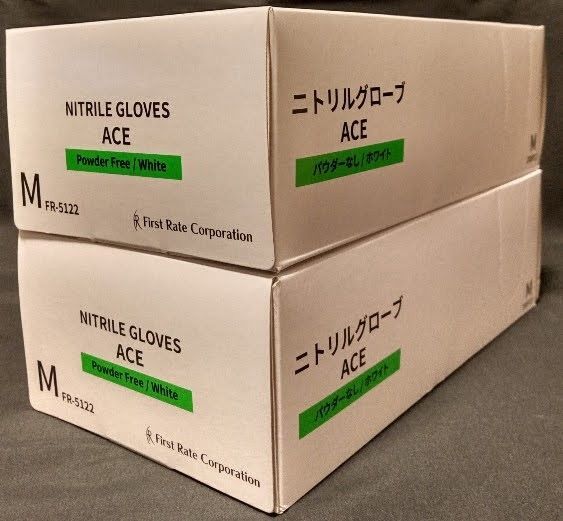 NITRILE GLOVES
ACE
Powder Free / White
M FR-5122
First Rate Corporation
ニトリルグローブ
ACE
パウダーなし / ホワイト
M
NITRILE GLOVES
ACE
Powder Free / White
M FR-5122
First Rate Corporation
ニトリルグローブ
ACE
パウダーなし / ホワイト
M